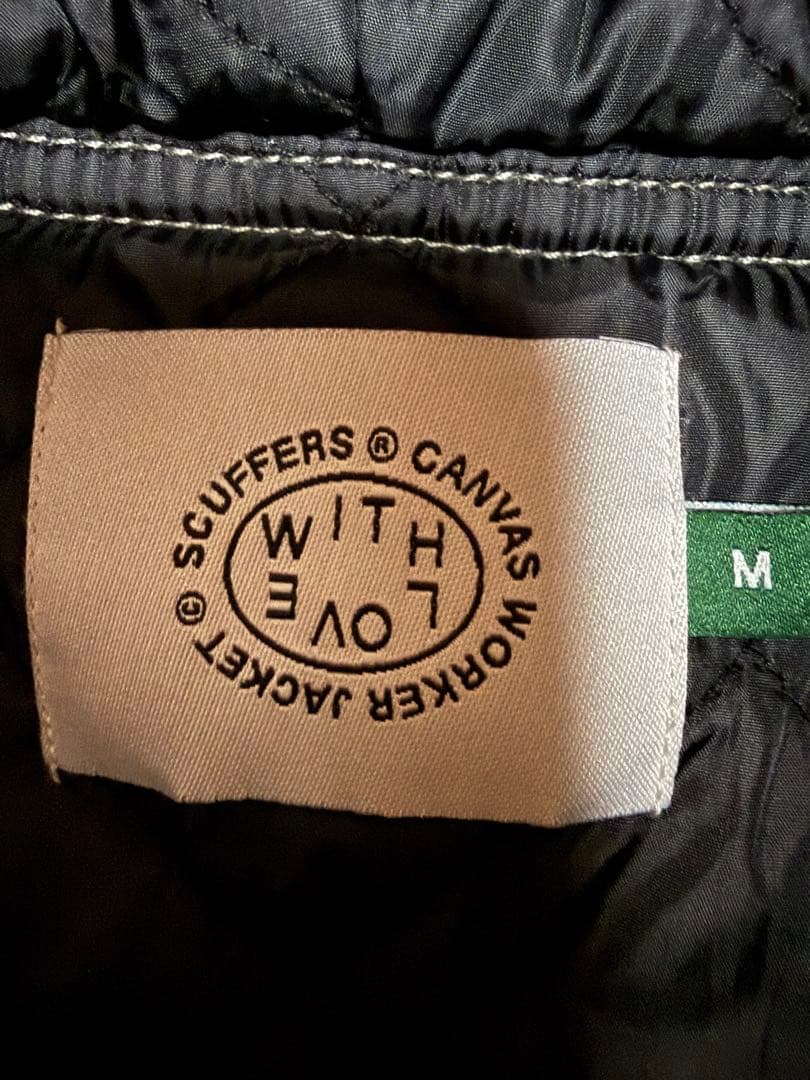 SCUFFERS ® CANVAS WORKER JACKET ©
WITH LOVE
M